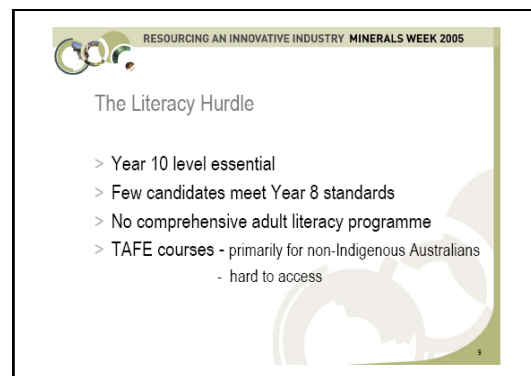 RESOURCING AN INNOVATIVE INDUSTRY MINERALS WEEK 2005
The Literacy Hurdle
> Year 10 level essential
> Few candidates meet Year 8 standards
> No comprehensive adult literacy programme
> TAFE courses - primarily for non-Indigenous Australians
- hard to access
9